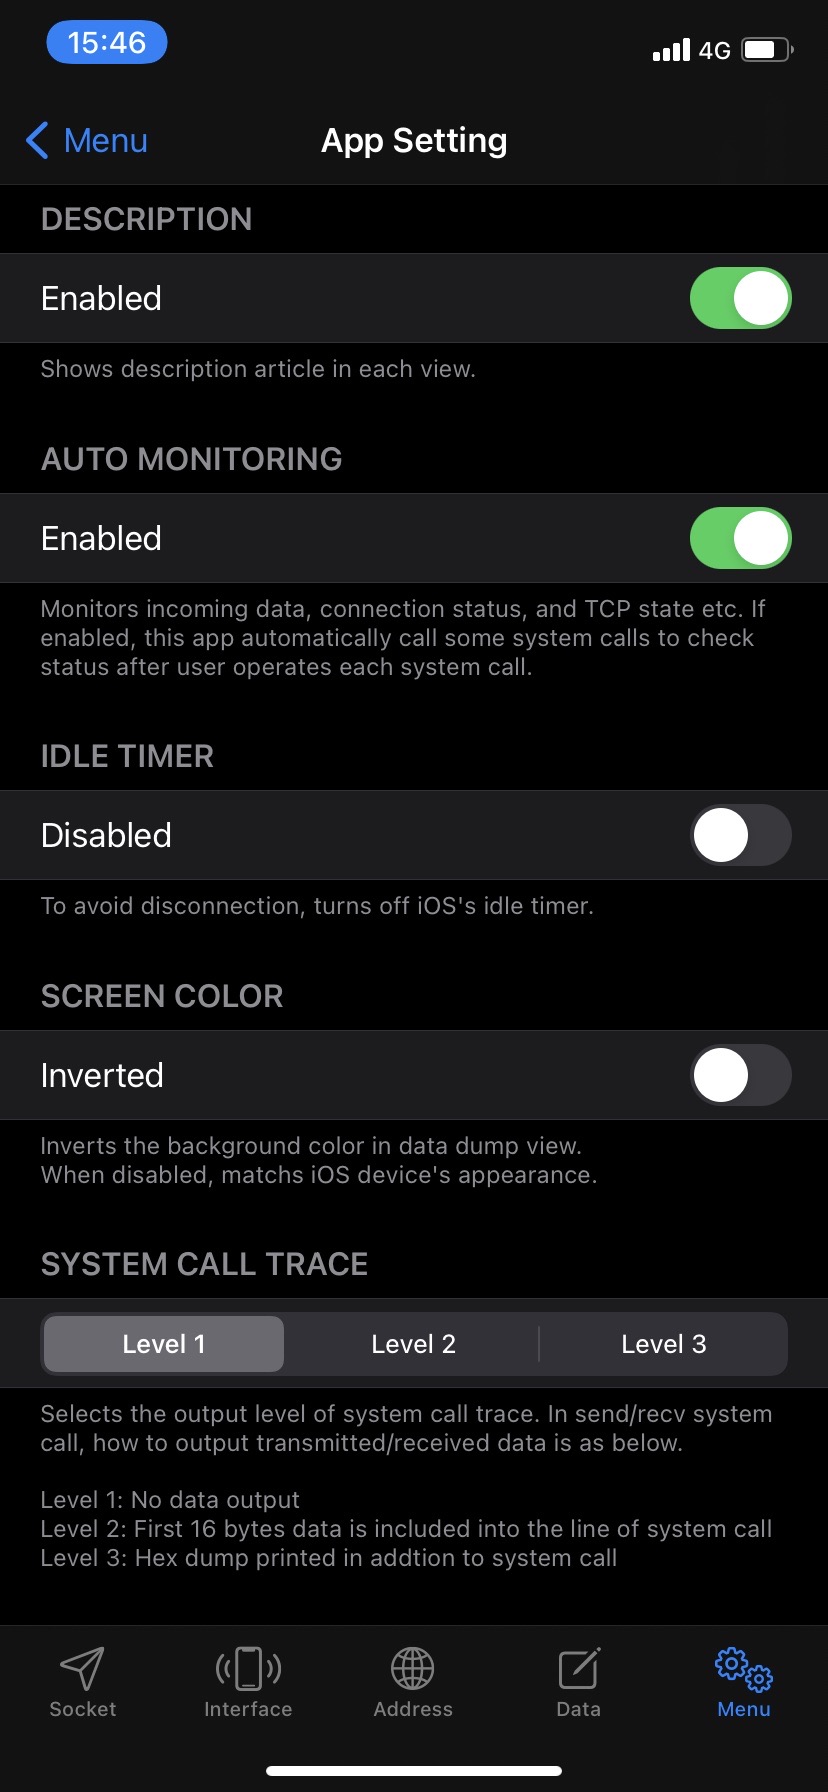 15:46
4G
Menu
App Setting
DESCRIPTION
Enabled
Shows description article in each view.
AUTO MONITORING
Enabled
Monitors incoming data, connection status, and TCP state etc. If
enabled, this app automatically call some system calls to check
status after user operates each system call.
IDLE TIMER
Disabled
To avoid disconnection, turns off iOS's idle timer.
SCREEN COLOR
Inverted
Inverts the background color in data dump view.
When disabled, matchs iOS device's appearance.
SYSTEM CALL TRACE
Level 1
Level 2
Level 3
Selects the output level of system call trace. In send/recv system
call, how to output transmitted/received data is as below.
Level 1: No data output
Level 2: First 16 bytes data is included into the line of system call
Level 3: Hex dump printed in addtion to system call
Socket
Interface
Address
Data
Menu